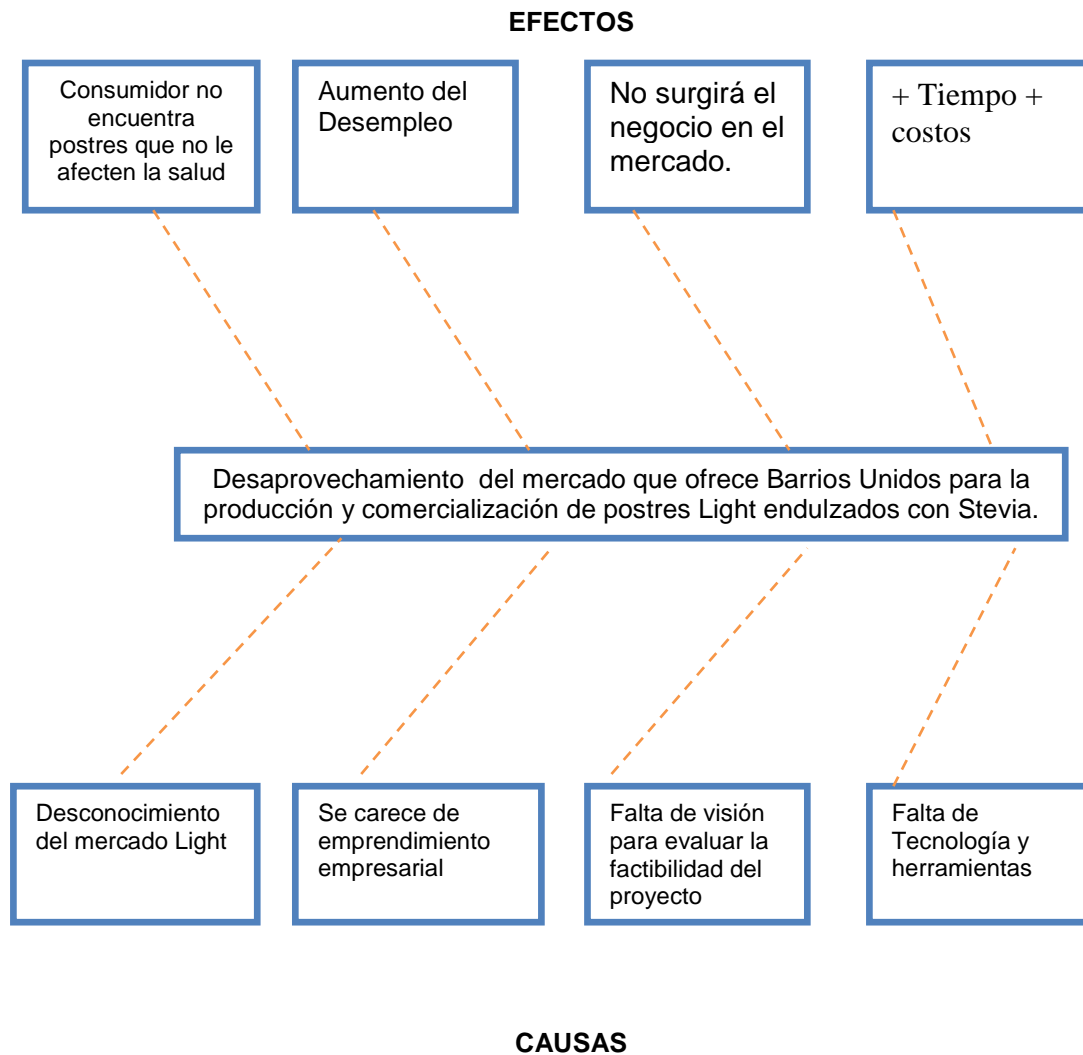 EFECTOS
Consumidor no
encuentra
postres que no le
afecten la salud
Aumento del
Desempleo
No surgirá el
negocio en el
mercado.
+ Tiempo +
costos
Desaprovechamiento  del mercado que ofrece Barrios Unidos para la
producción y comercialización de postres Light endulzados con Stevia.
Desconocimiento
del mercado Light
Se carece de
emprendimiento
empresarial
Falta de visión
para evaluar la
factibilidad del
proyecto
Falta de
Tecnología y
herramientas
CAUSAS